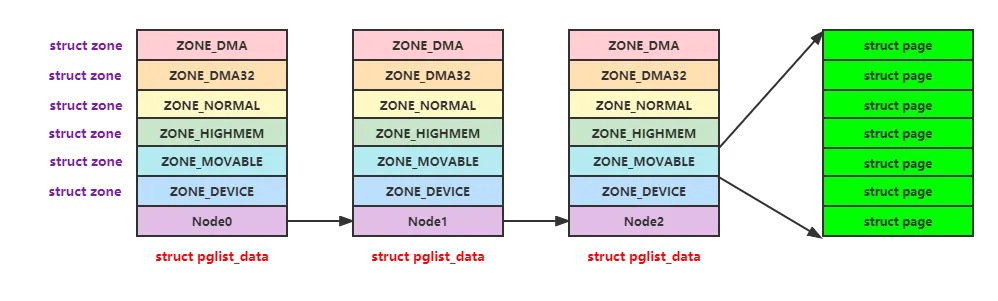 struct zone ZONE_DMA ZONE_DMA ZONE_DMA struct page
struct zone ZONE_DMA32 ZONE_DMA32 ZONE_DMA32 struct page
struct zone ZONE_NORMAL ZONE_NORMAL ZONE_NORMAL struct page
struct zone ZONE_HIGHMEM ZONE_HIGHMEM ZONE_HIGHMEM struct page
struct zone ZONE_MOVABLE ZONE_MOVABLE ZONE_MOVABLE struct page
struct zone ZONE_DEVICE ZONE_DEVICE ZONE_DEVICE struct page
Node0 Node1 Node2 struct page
struct pglist_data struct pglist_data struct pglist_data